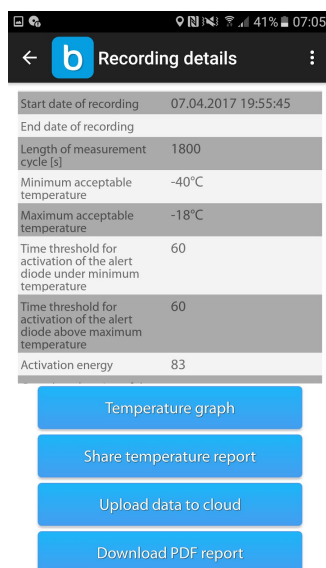 41% 07:05
b Recording details
Start date of recording 07.04.2017 19:55:45
End date of recording
Length of measurement 1800
cycle [s]
Minimum acceptable -40°C
temperature
Maximum acceptable -18°C
temperature
Time threshold for 60
activation of the alert
diode under minimum
temperature
Time threshold for 60
activation of the alert
diode above maximum
temperature
Activation energy 83
Temperature graph
Share temperature report
Upload data to cloud
Download PDF report